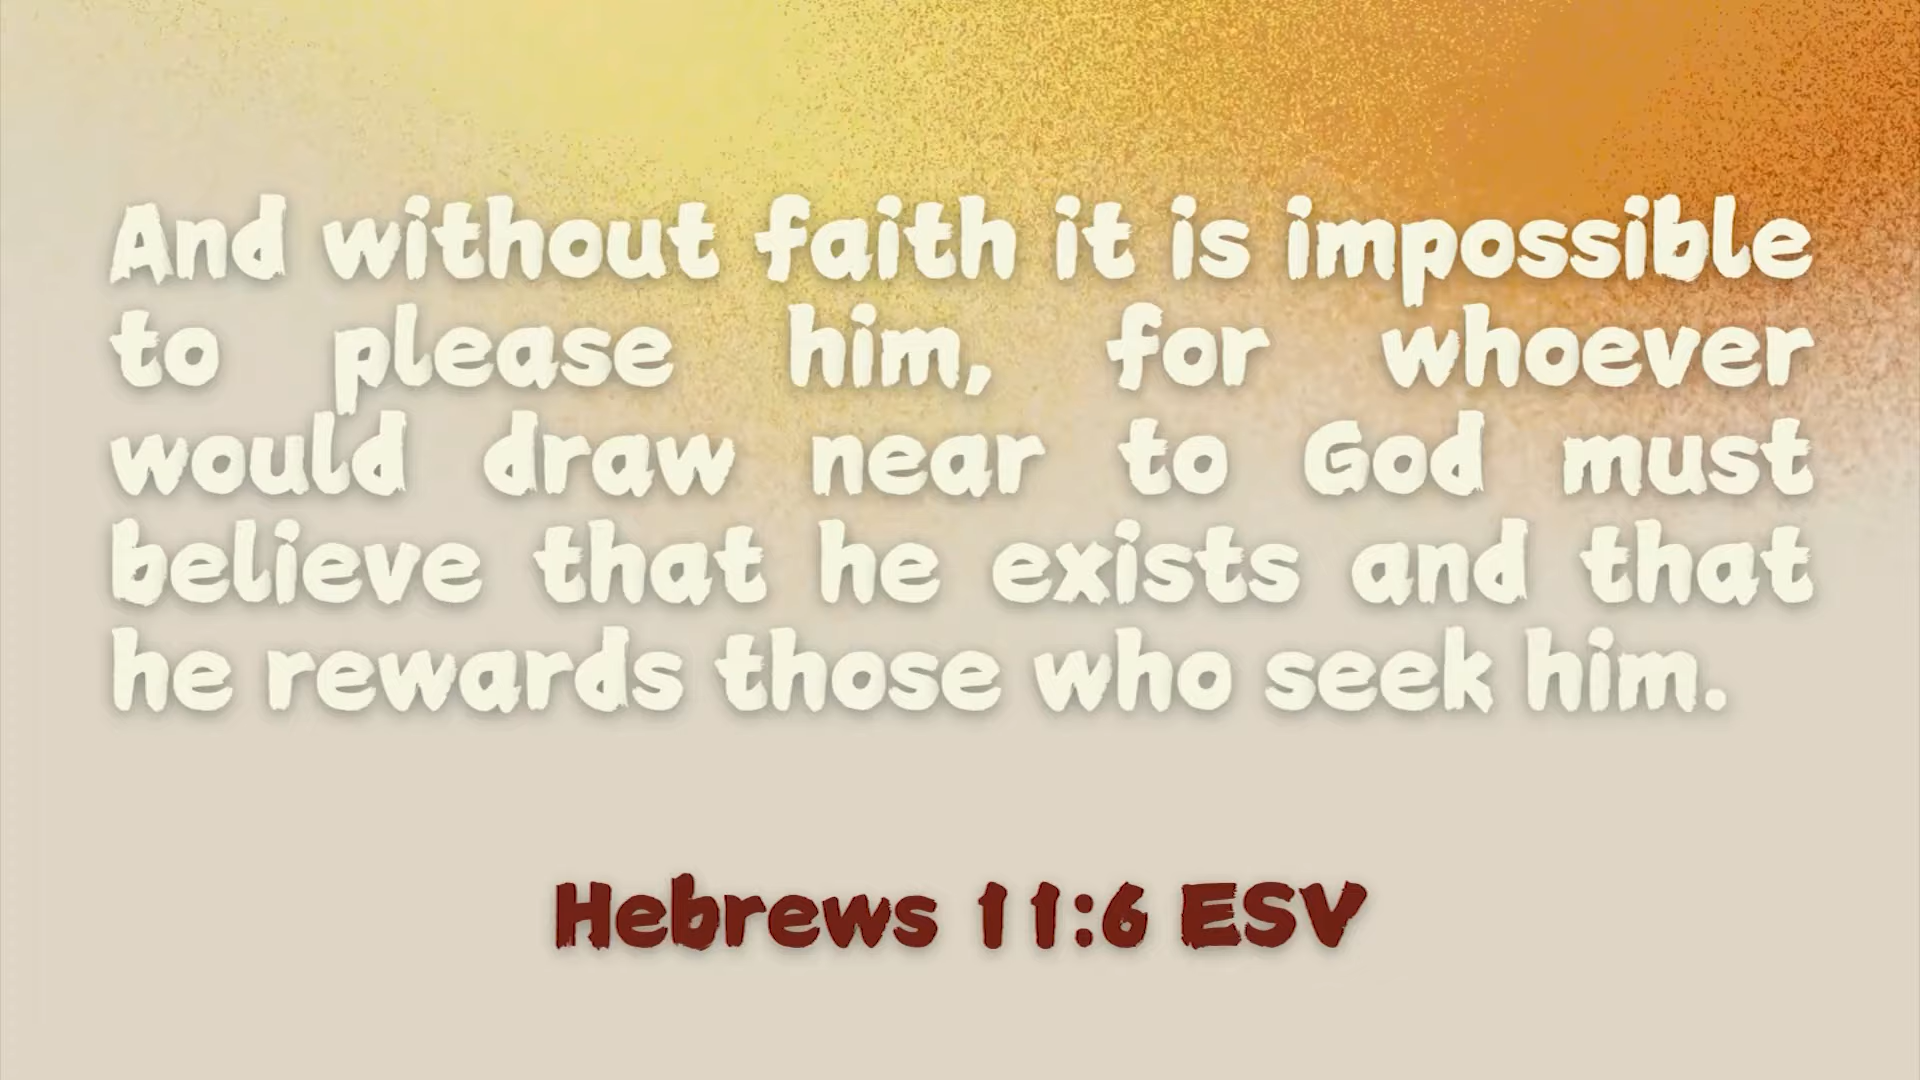 And without faith it is impossible
to please him, for whoever
would draw near to God must
believe that he exists and that
he rewards those who seek him.
Hebrews 11:6 ESV